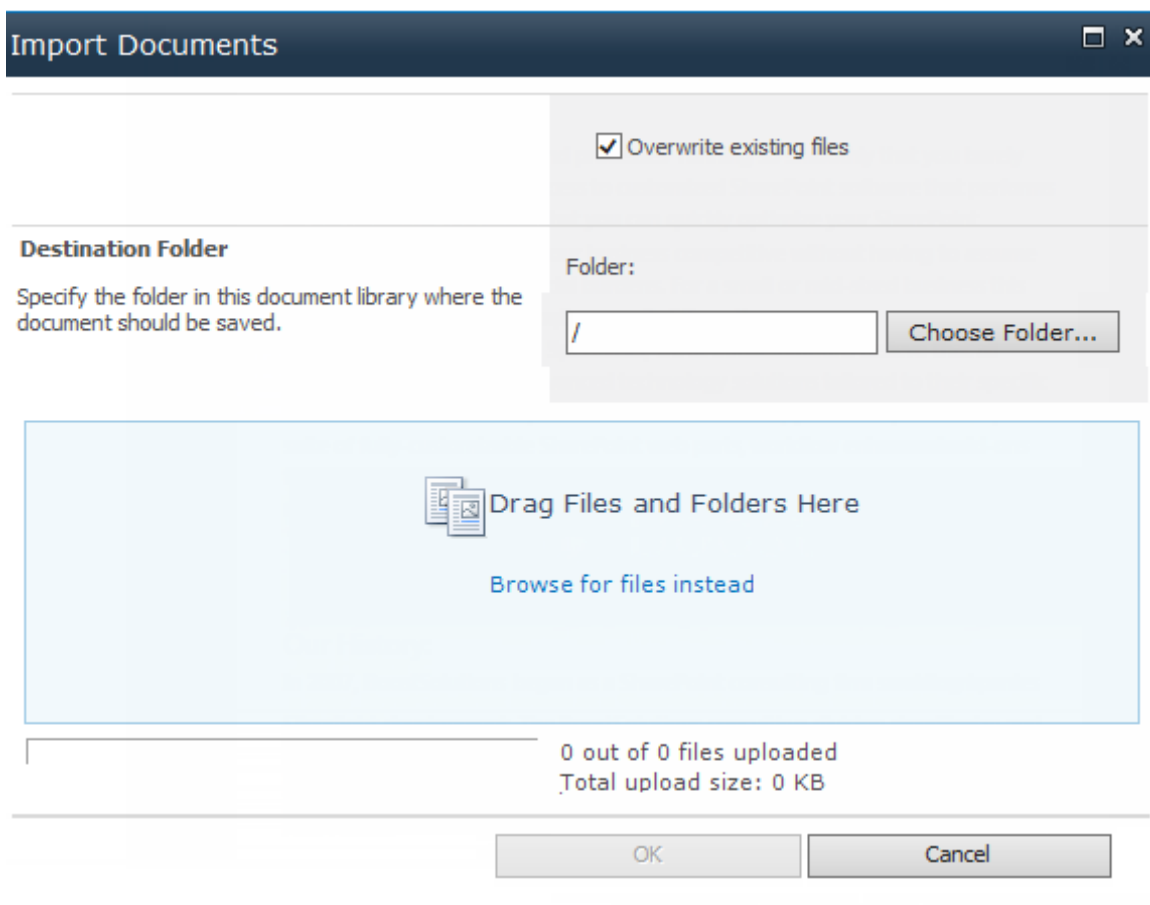 Import Documents
Overwrite existing files
Destination Folder
Specify the folder in this document library where the
document should be saved.
Folder:
/
Choose Folder...
Drag Files and Folders Here
Browse for files instead
0 out of 0 files uploaded
Total upload size: 0 KB
OK
Cancel